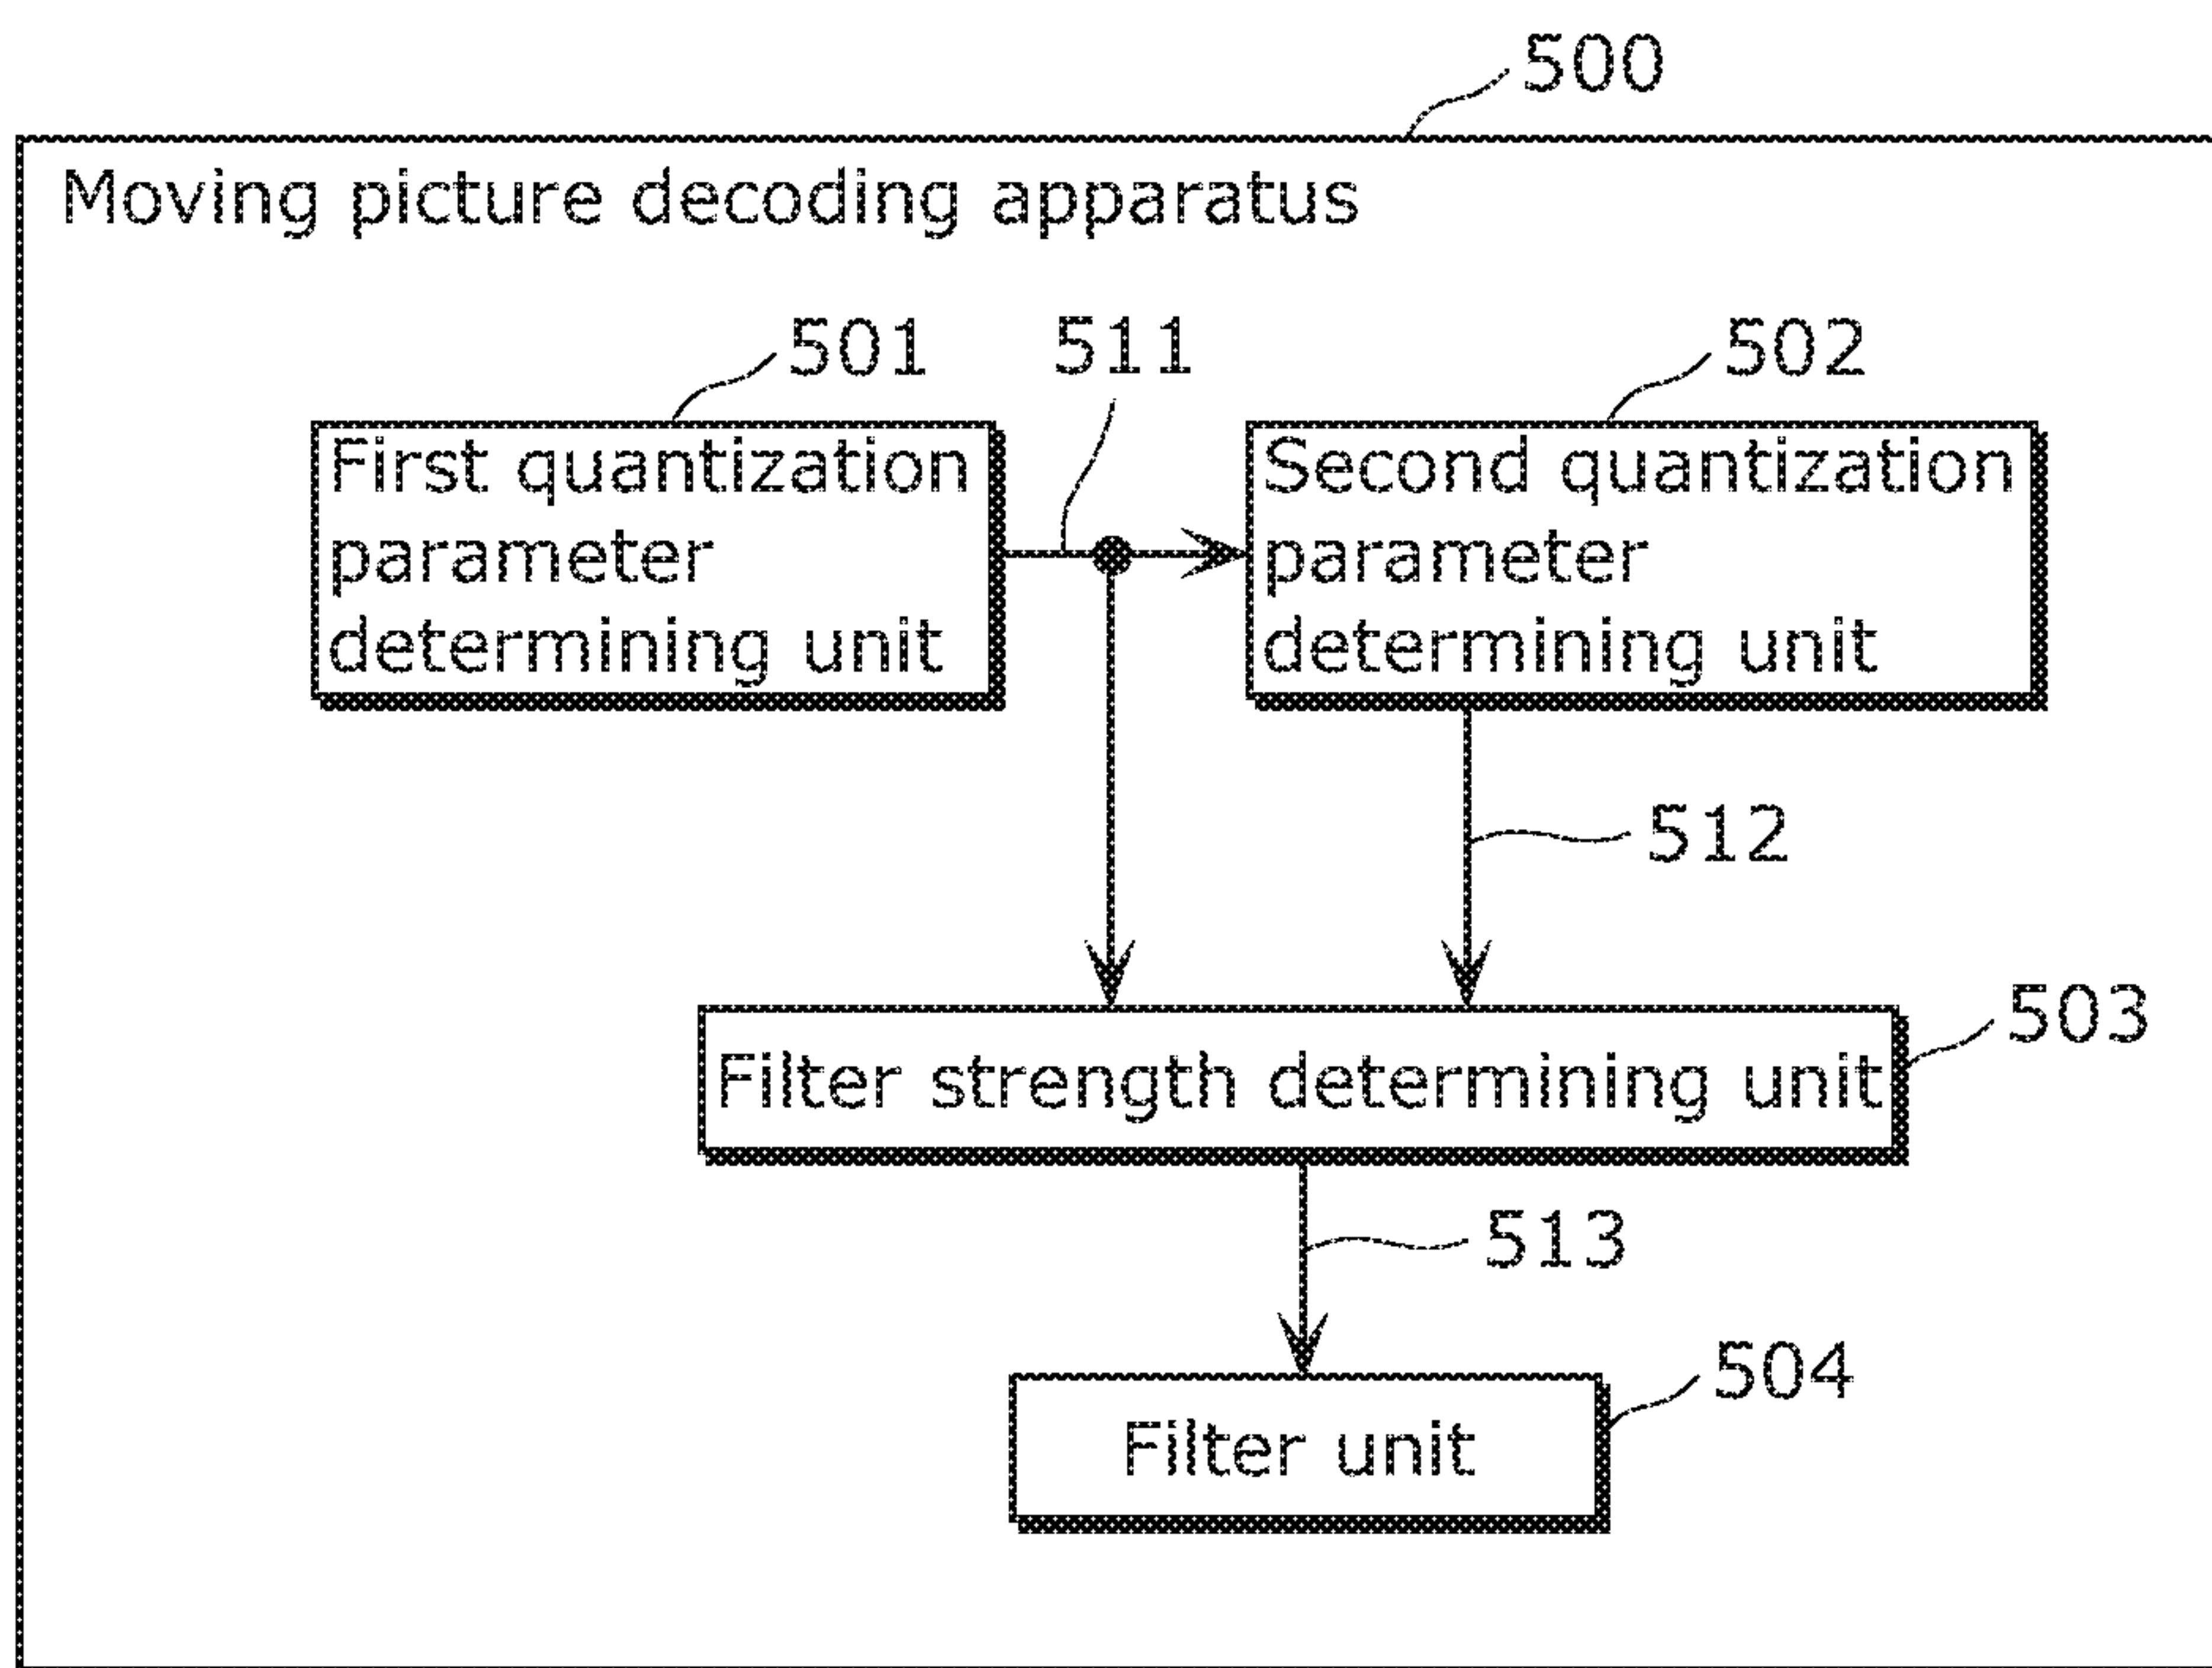 500
Moving picture decoding apparatus
501
511
502
First quantization
parameter
determining unit
Second quantization
parameter
determining unit
512
503
Filter strength determining unit
513
504
Filter unit